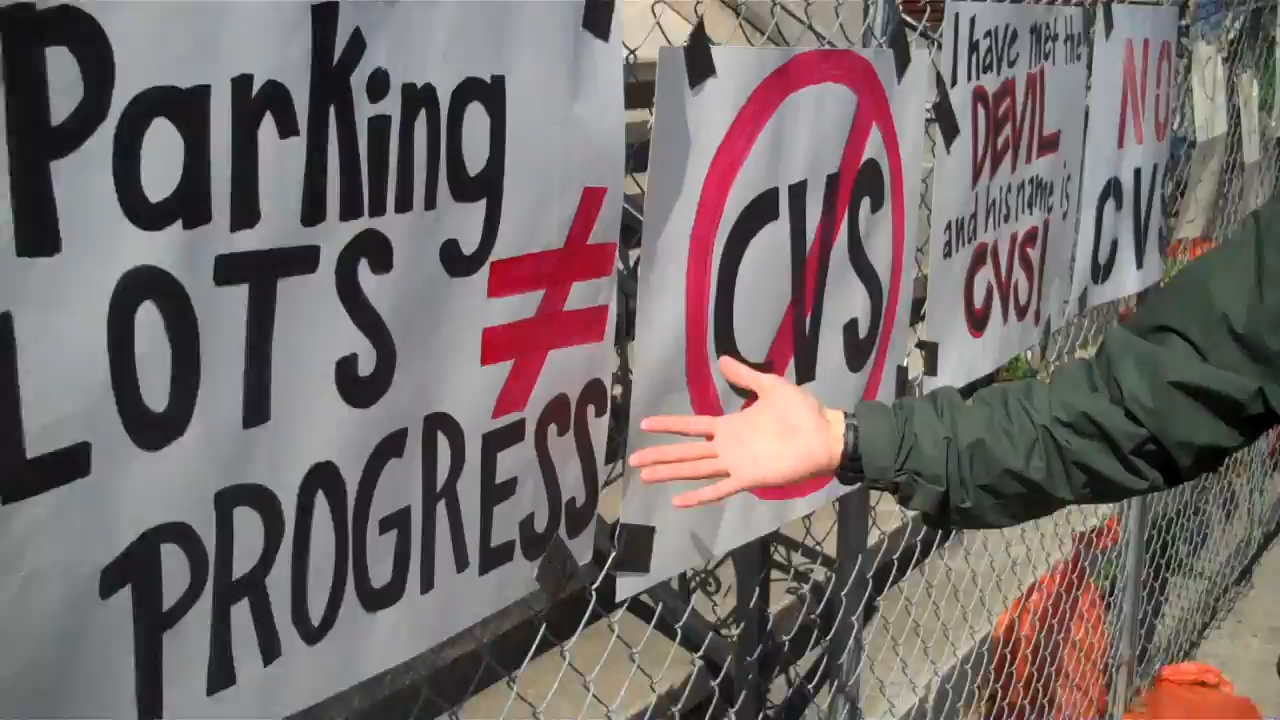 Parking
LOTS ≠
PROGRESS
CVS
I have met the
DEVIL
and his name is
CVS!
NO
CVS